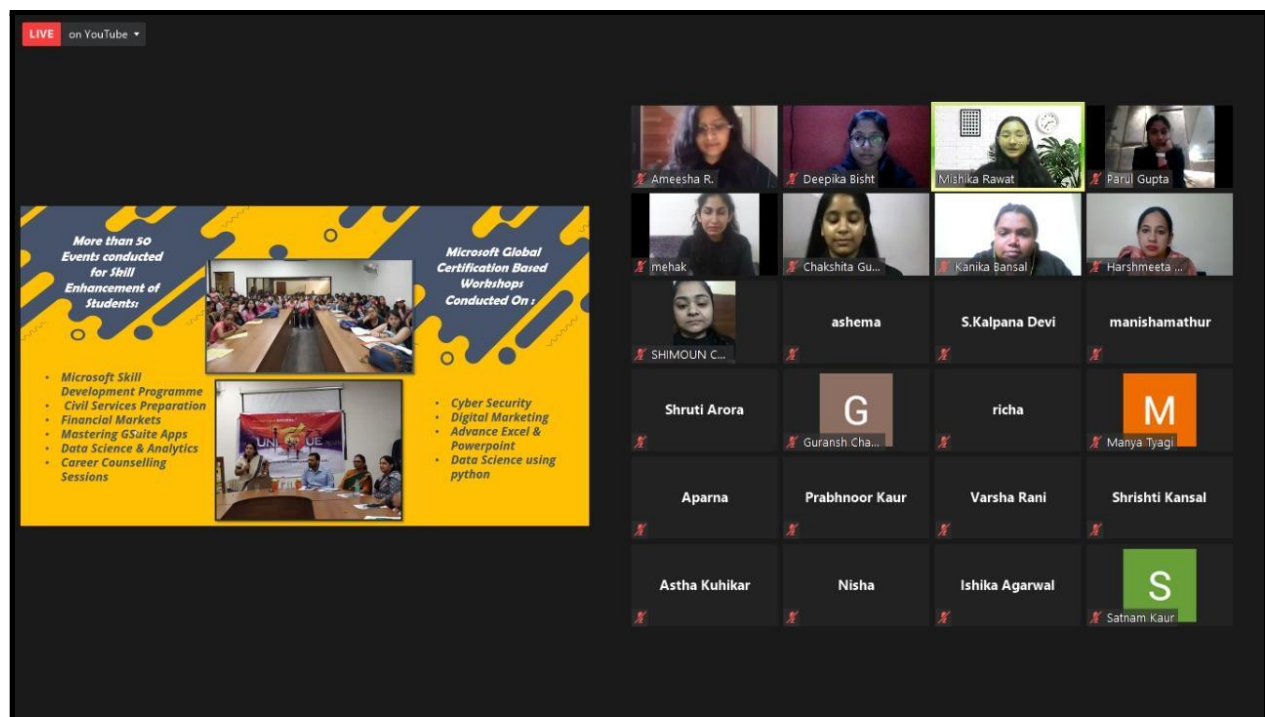 LIVE on YouTube
More than 50
Events conducted
for Skill
Enhancement of
Students:
• Microsoft Skill
Development Programme
• Civil Services Preparation
• Financial Markets
• Mastering GSuite Apps
• Data Science & Analytics
• Career Counselling
Sessions
UNI UE
Microsoft Global
Certification Based
Workshops
Conducted On :
• Cyber Security
• Digital Marketing
• Advance Excel &
Powerpoint
• Data Science using
python
Ameesha R.
Deepika Bisht
Mishika Rawat
Parul Gupta
mehak
Chakshita Gu...
Kanika Bansal
Harshmeeta ...
SHIMOUN C...
ashema
S.Kalpana Devi
manishamathur
Shruti Arora
G
Guransh Cha...
richa
M
Manya Tyagi
Aparna
Prabhnoor Kaur
Varsha Rani
Shrishti Kansal
Astha Kuhikar
Nisha
Ishika Agarwal
S
Satnam Kaur